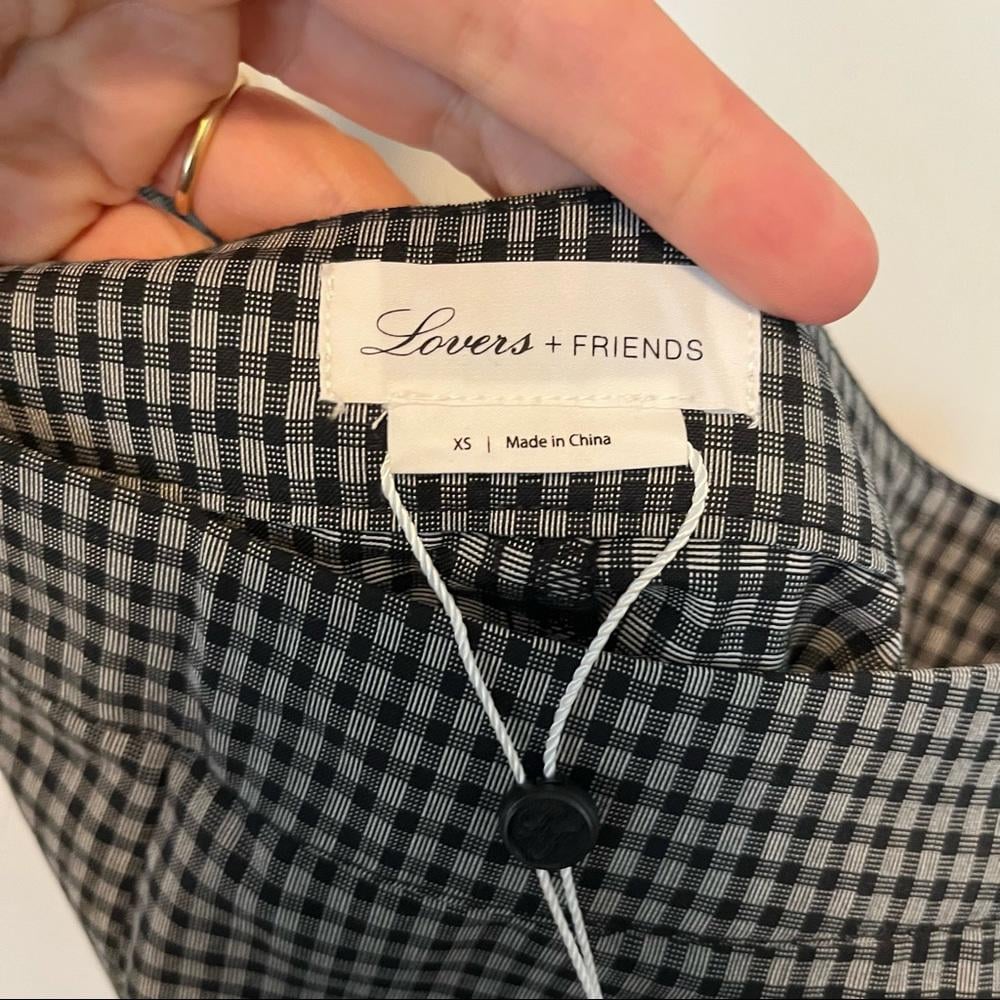 Lovers + FRIENDS
XS | Made in China